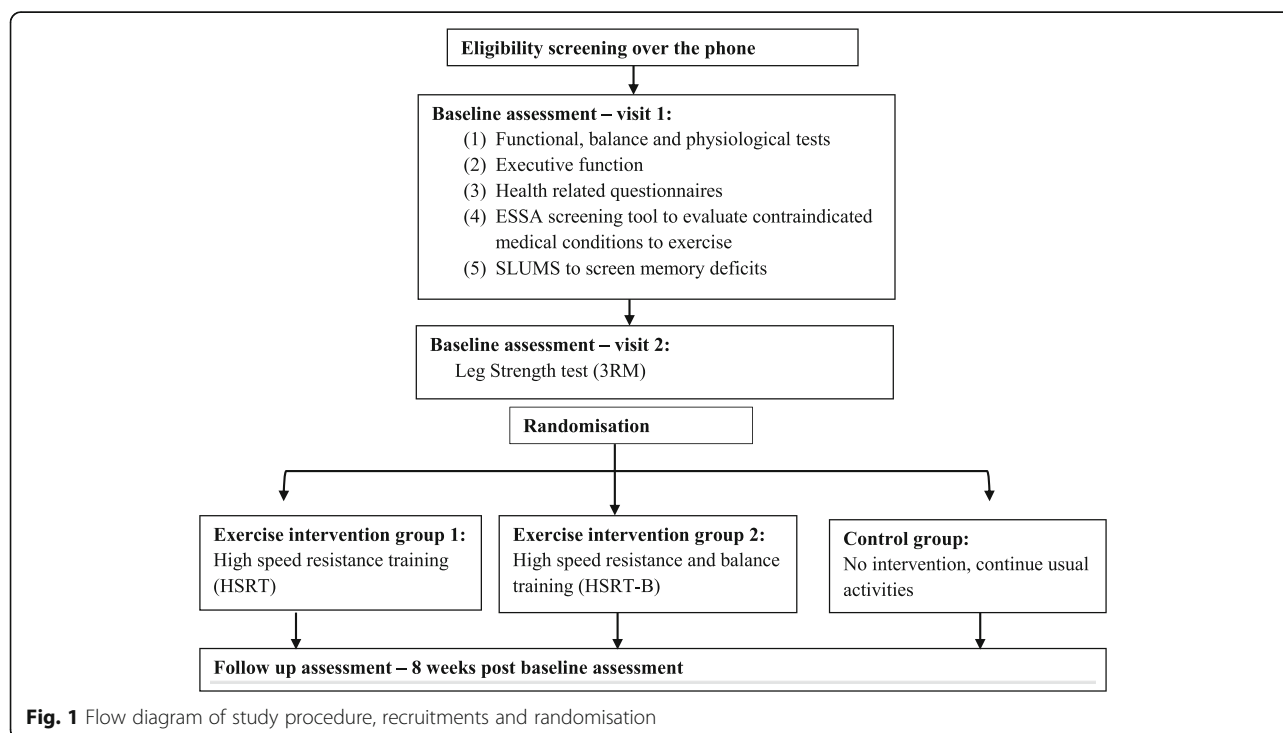 Eligibility screening over the phone
Baseline assessment – visit 1:
(1) Functional, balance and physiological tests
(2) Executive function
(3) Health related questionnaires
(4) ESSA screening tool to evaluate contraindicated
medical conditions to exercise
(5) SLUMS to screen memory deficits
Baseline assessment – visit 2:
Leg Strength test (3RM)
Randomisation
Exercise intervention group 1:
High speed resistance training
(HSRT)
Exercise intervention group 2:
High speed resistance and balance
training (HSRT-B)
Control group:
No intervention, continue usual
activities
Follow up assessment – 8 weeks post baseline assessment
Fig. 1 Flow diagram of study procedure, recruitments and randomisation